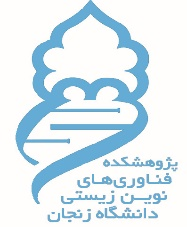 پژوهشکده
فناوری‌های
نوین زیستی
دانشگاه زنجان